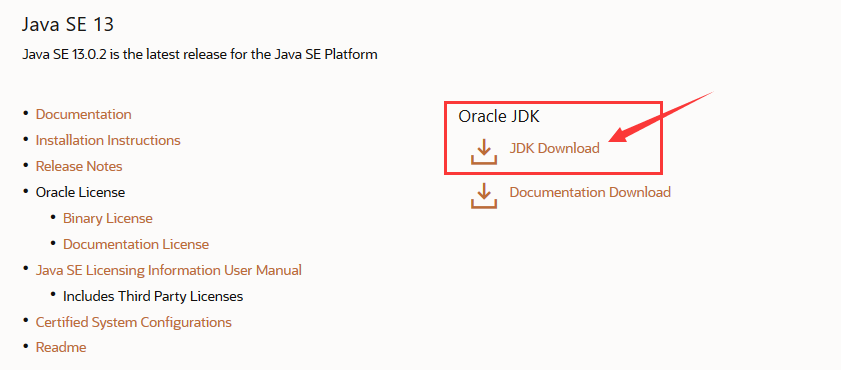 Java SE 13
Java SE 13.0.2 is the latest release for the Java SE Platform
Documentation
Installation Instructions
Release Notes
Oracle License
Binary License
Documentation License
Java SE Licensing Information User Manual
Includes Third Party Licenses
Certified System Configurations
Readme
Oracle JDK
JDK Download
Documentation Download